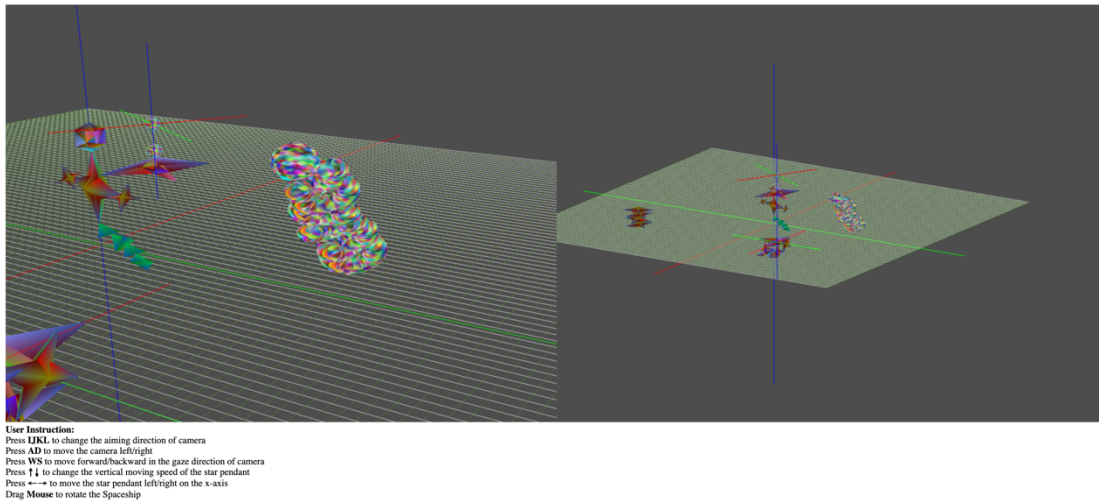 User Instruction:
Press IJKL to change the aiming direction of camera
Press AD to move the camera left/right
Press WS to move forward/backward in the gaze direction of camera
Press ↑↓ to change the vertical moving speed of the star pendant
Press ←→ to move the star pendant left/right on the x-axis
Drag Mouse to rotate the Spaceship